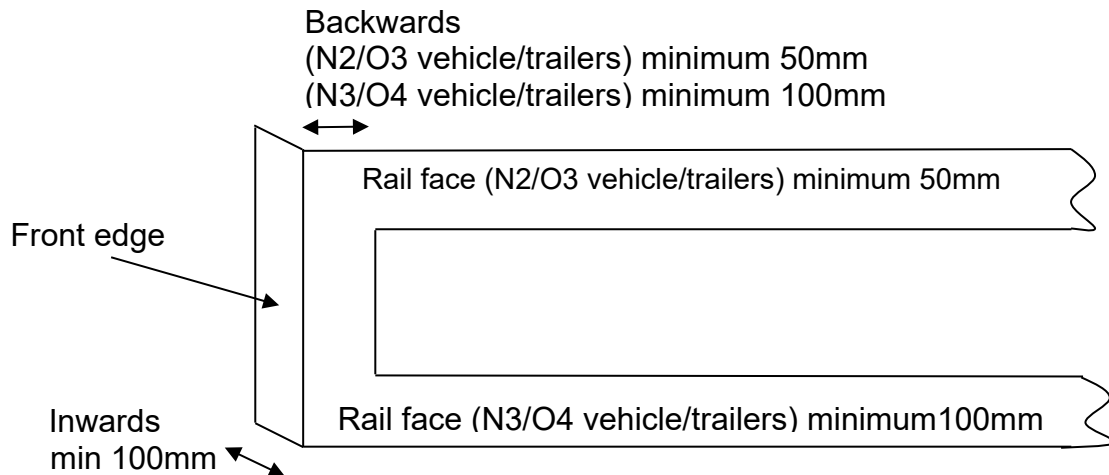 Backwards
(N2/O3 vehicle/trailers) minimum 50mm
(N3/O4 vehicle/trailers) minimum 100mm
Rail face (N2/O3 vehicle/trailers) minimum 50mm
Front edge
Rail face (N3/O4 vehicle/trailers) minimum100mm
Inwards
min 100mm